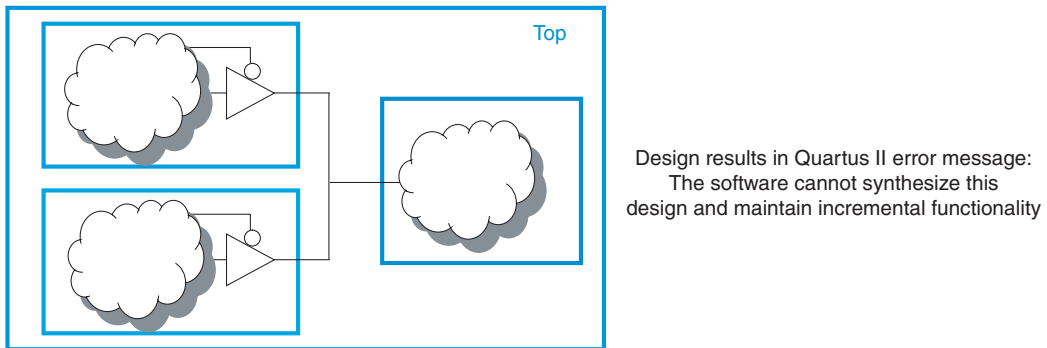 Top
Design results in Quartus II error message:
The software cannot synthesize this
design and maintain incremental functionality